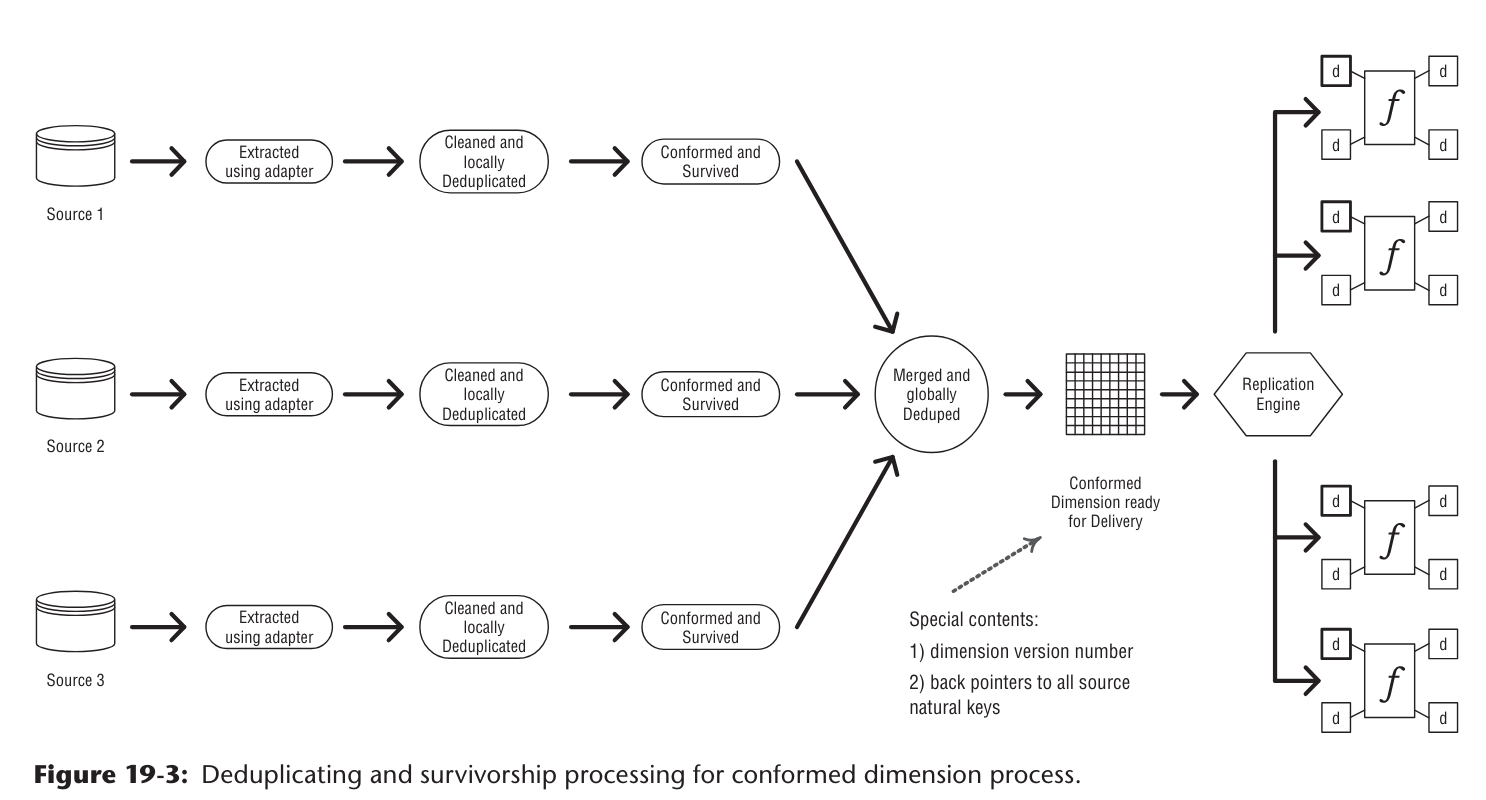 Source 1
Extracted
using adapter
Cleaned and
locally
Deduplicated
Conformed and
Survived
Source 2
Extracted
using adapter
Cleaned and
locally
Deduplicated
Conformed and
Survived
Source 3
Extracted
using adapter
Cleaned and
locally
Deduplicated
Conformed and
Survived
Merged and
globally
Deduped
Conformed
Dimension ready
for Delivery
Special contents:
1) dimension version number
2) back pointers to all source
natural keys
Replication
Engine
d
d
f
d
d
d
d
f
d
d
d
d
f
d
d
d
d
f
d
d
Figure 19-3: Deduplicating and survivorship processing for conformed dimension process.